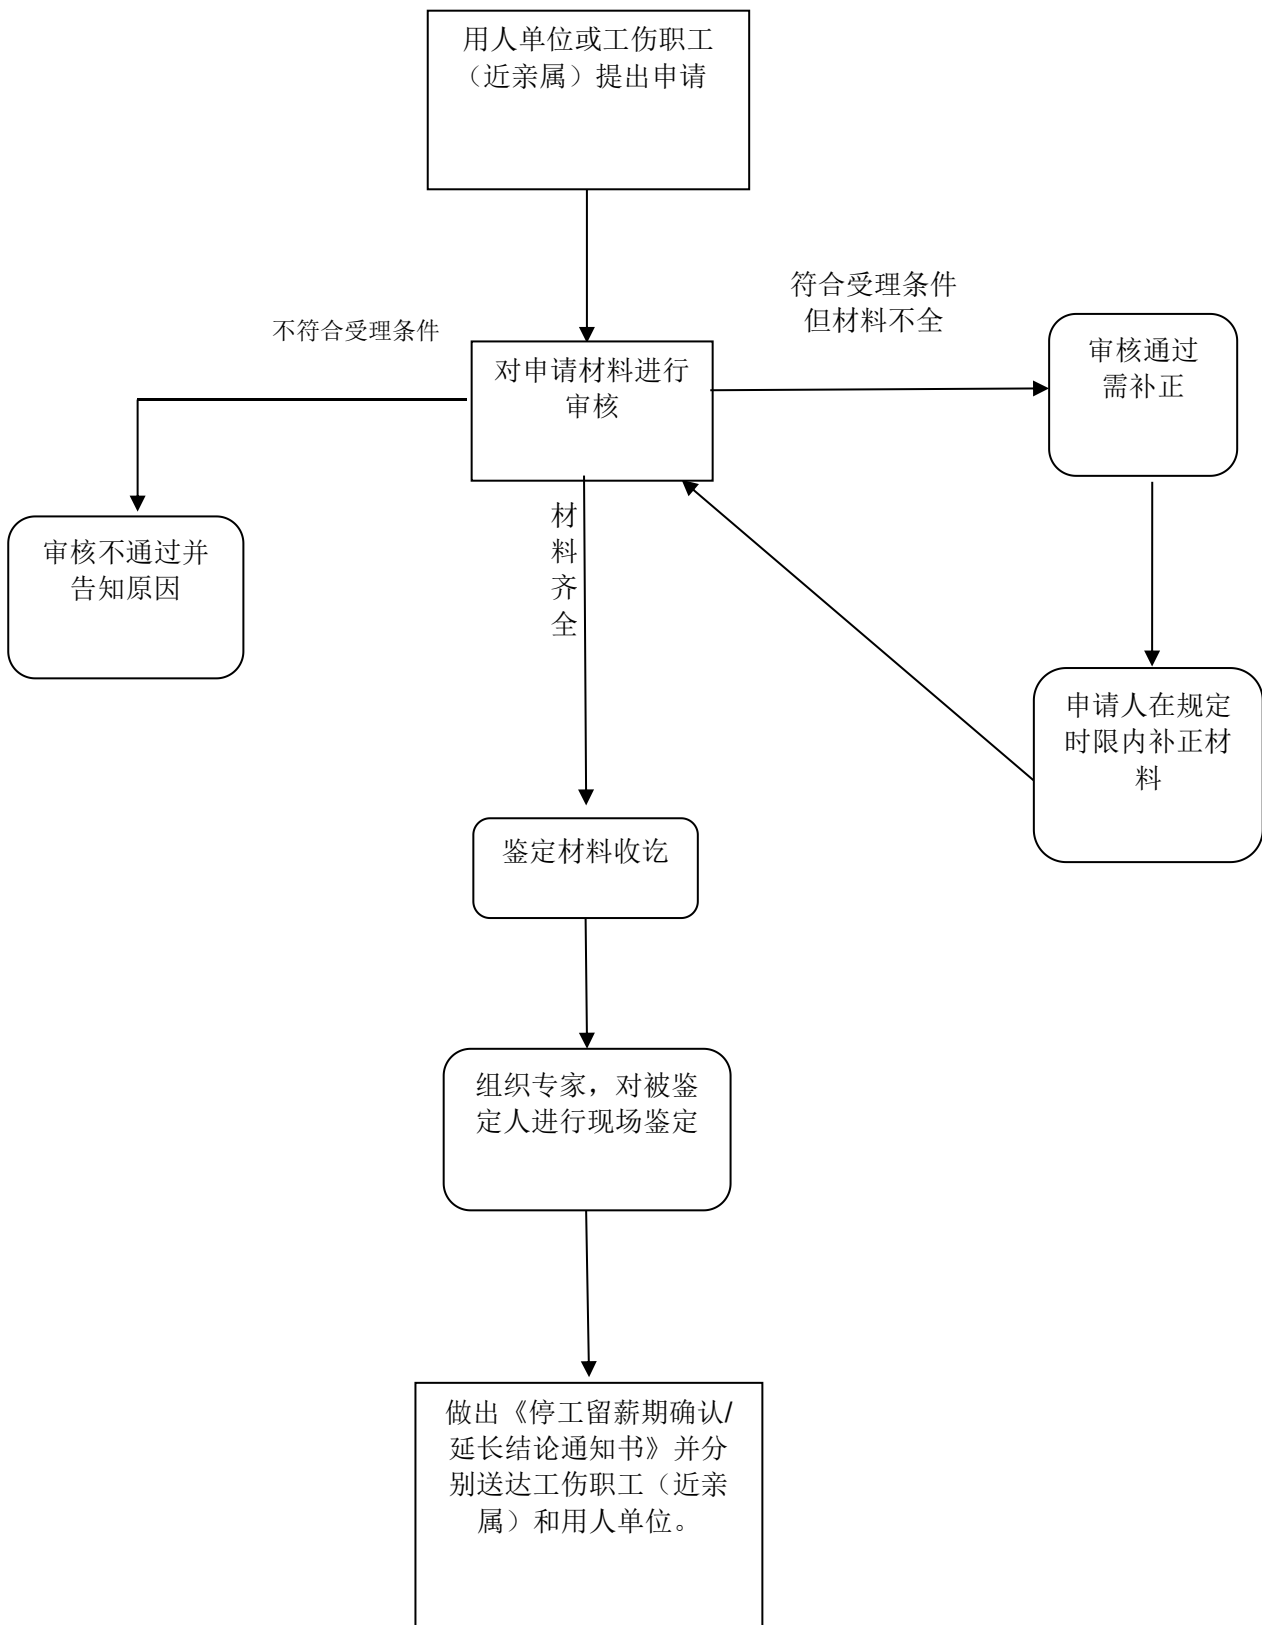 用人单位或工伤职工
（近亲属）提出申请
符合受理条件
但材料不全
不符合受理条件
对申请材料进行
审核
审核通过
需补正
材
料
齐
全
审核不通过并
告知原因
申请人在规定
时限内补正材
料
鉴定材料收讫
组织专家，对被鉴
定人进行现场鉴定
做出《停工留薪期确认/
延长结论通知书》并分
别送达工伤职工（近亲
属）和用人单位。